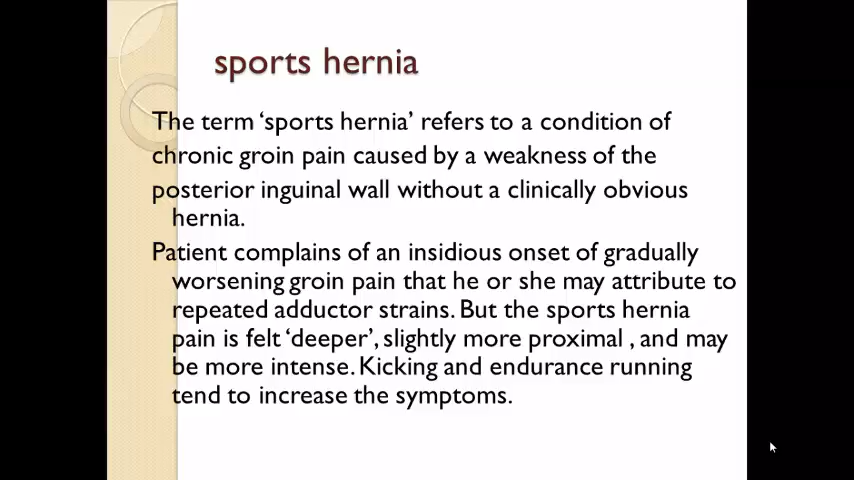 sports hernia
The term ‘sports hernia’ refers to a condition of
chronic groin pain caused by a weakness of the
posterior inguinal wall without a clinically obvious
hernia.
Patient complains of an insidious onset of gradually
worsening groin pain that he or she may attribute to
repeated adductor strains. But the sports hernia
pain is felt ‘deeper’, slightly more proximal , and may
be more intense. Kicking and endurance running
tend to increase the symptoms.